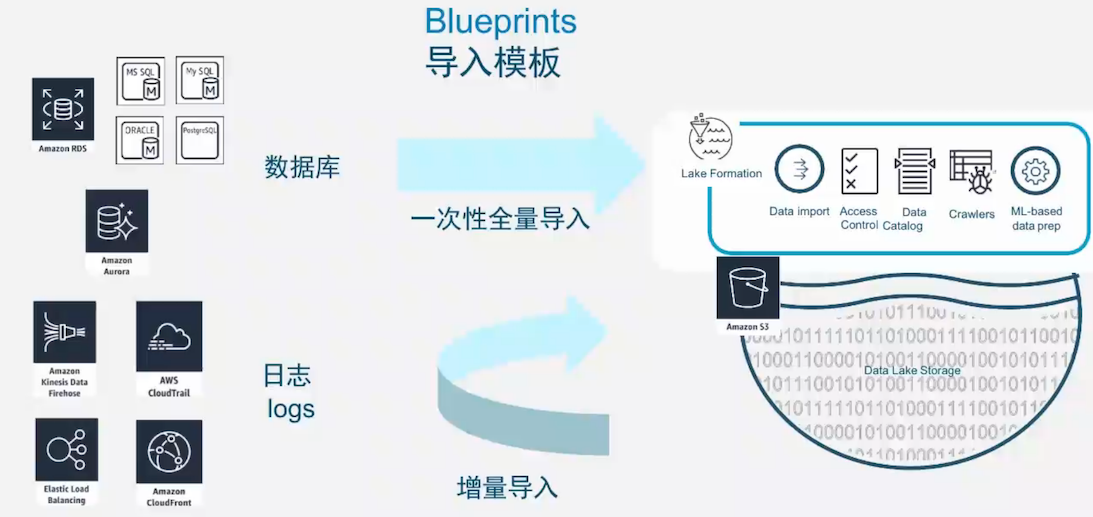 Blueprints
导入模板
MS SQL
M
My SQL
M
Amazon RDS
ORACLE
M
PostgreSQL
数据库
Amazon
Aurora
一次性全量导入
Lake Formation
Data import
Access
Control
Data
Catalog
Crawlers
ML-based
data prep
Amazon S3
Data Lake Storage
Amazon
Kinesis Data
Firehose
AWS
CloudTrail
日志
logs
Elastic Load
Balancing
Amazon
CloudFront
增量导入